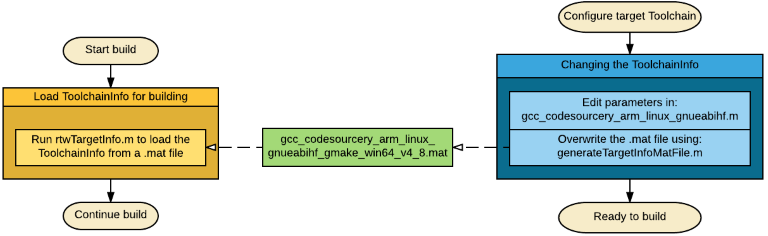 Start build
Load ToolchainInfo for building
Run rtwTargetInfo.m to load the
ToolchainInfo from a .mat file
Continue build
gcc_codesourcery_arm_linux_
gnueabihf_gmake_win64_v4_8.mat
Configure target Toolchain
Changing the ToolchainInfo
Edit parameters in:
gcc_codesourcery_arm_linux_gnueabihf.m
Overwrite the .mat file using:
generateTargetInfoMatFile.m
Ready to build